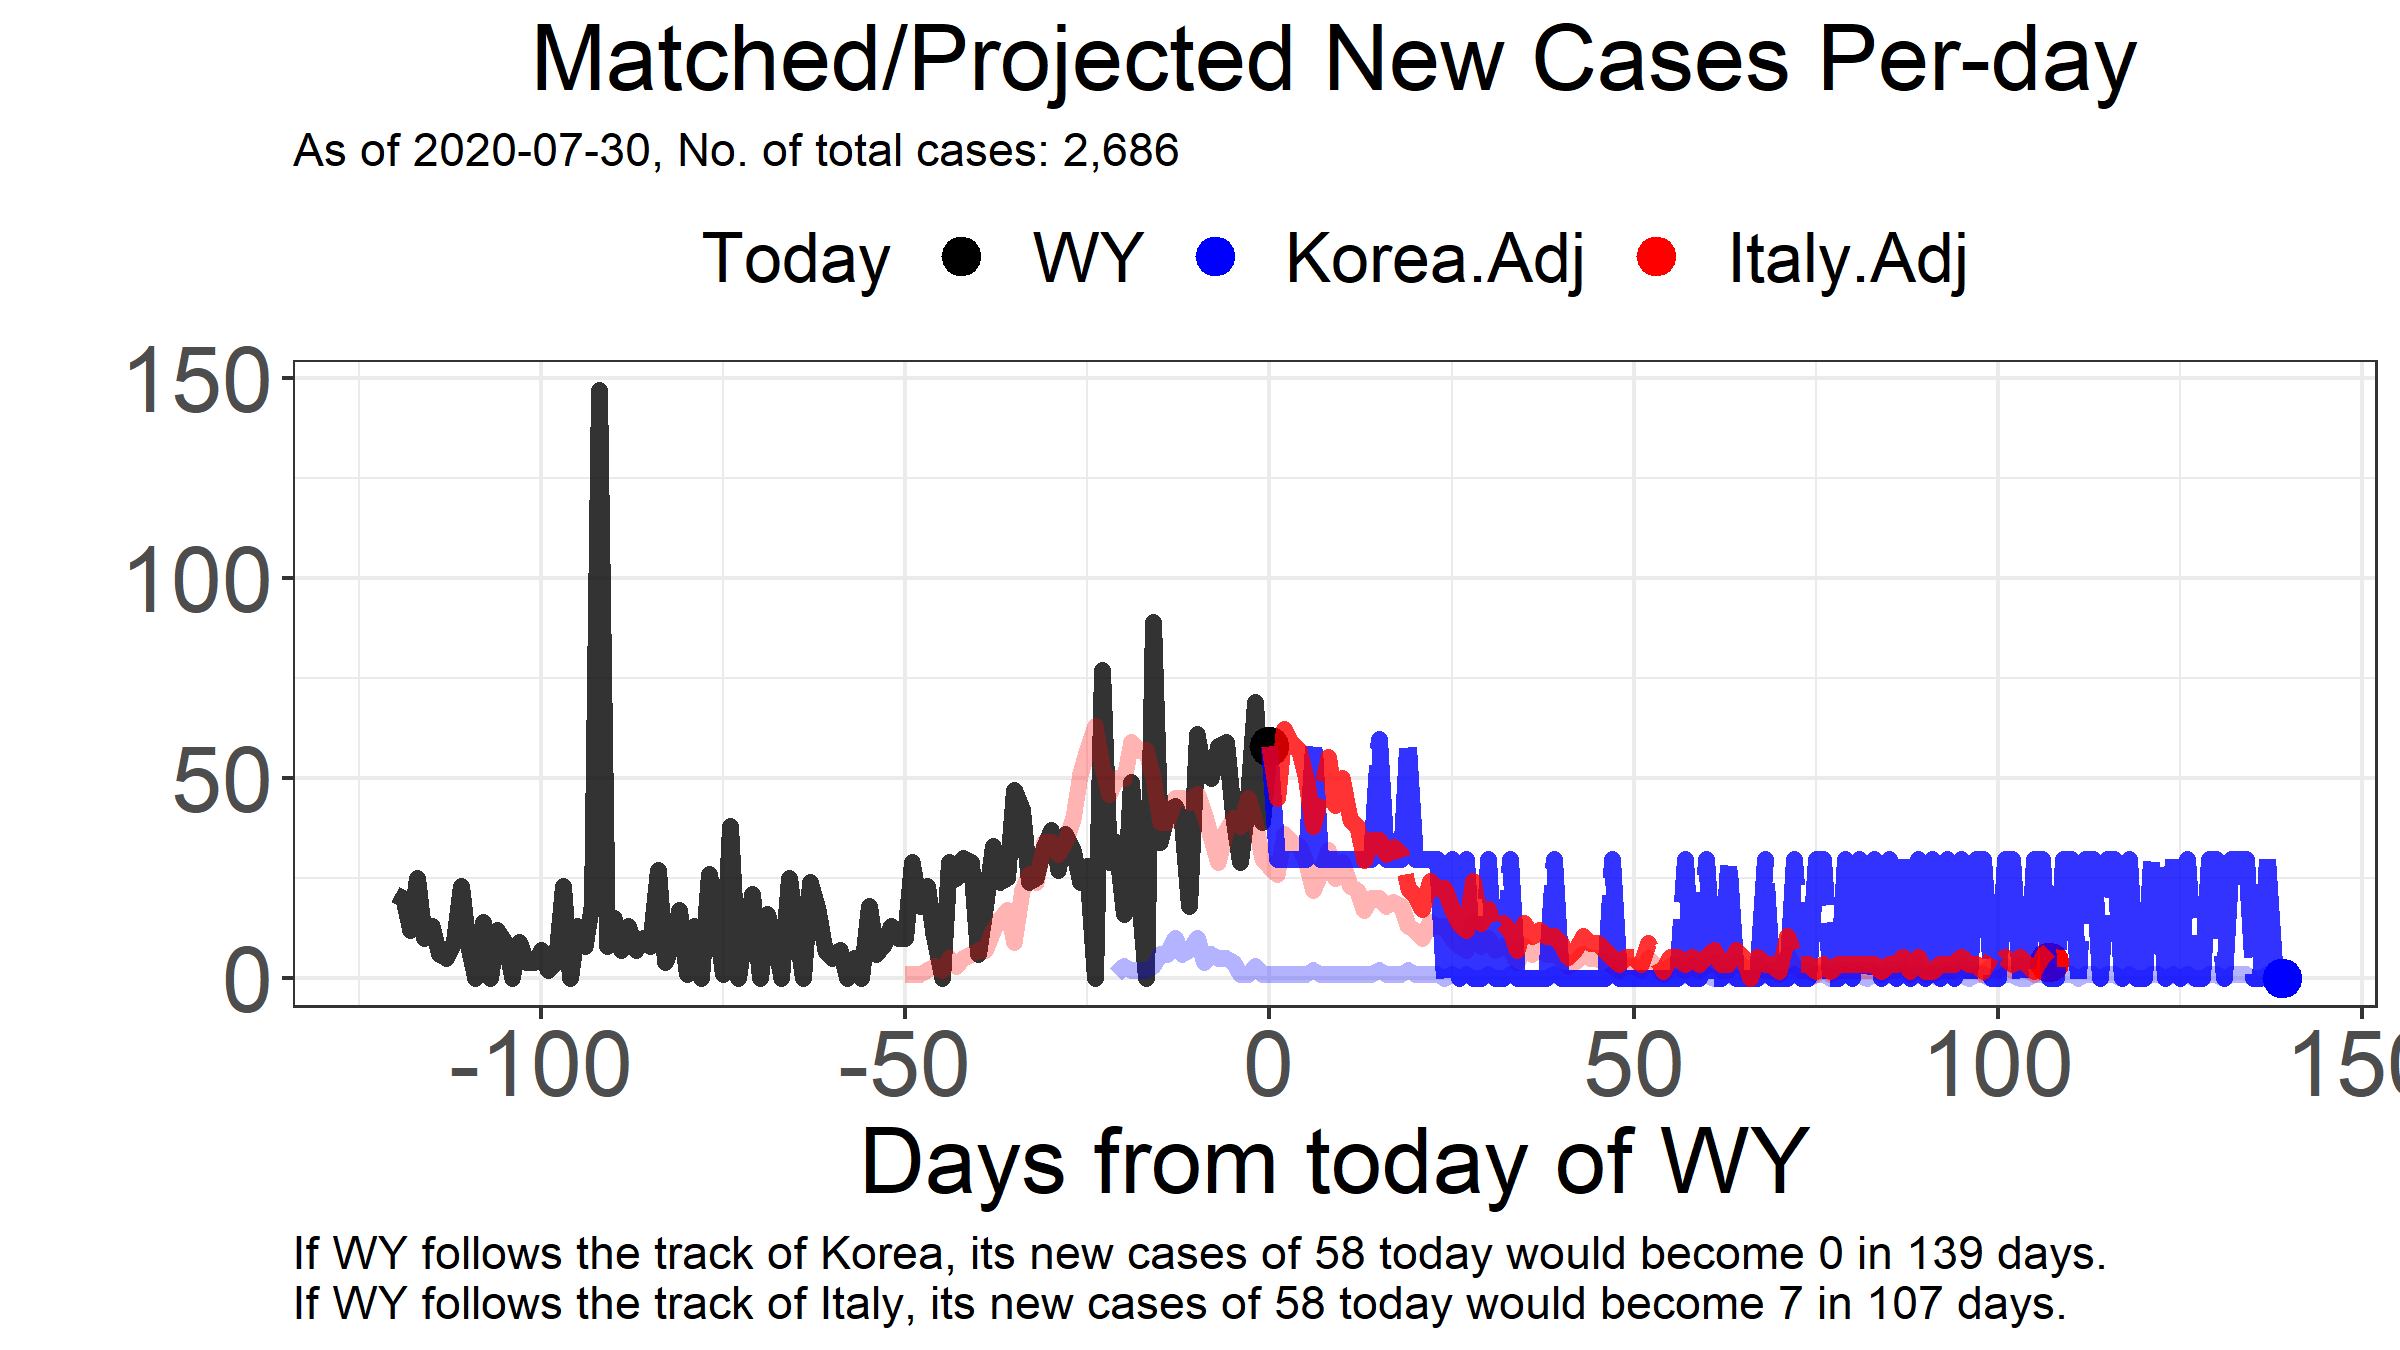 Matched/Projected New Cases Per-day
As of 2020-07-30, No. of total cases: 2,686
Today WY Korea.Adj Italy.Adj
150
100
50
0
-100 -50 0 50 100 150
Days from today of WY
If WY follows the track of Korea, its new cases of 58 today would become 0 in 139 days.
If WY follows the track of Italy, its new cases of 58 today would become 7 in 107 days.